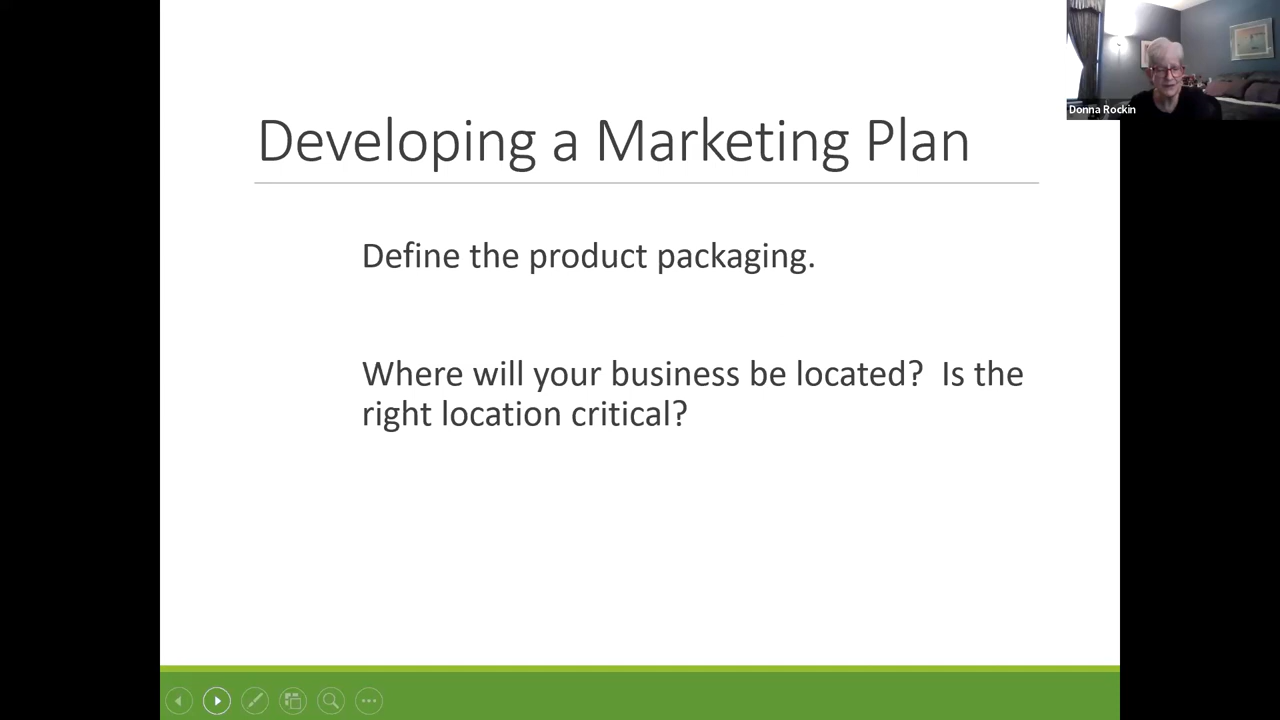 Developing a Marketing Plan
Donna Rockin
Define the product packaging.
Where will your business be located?  Is the
right location critical?